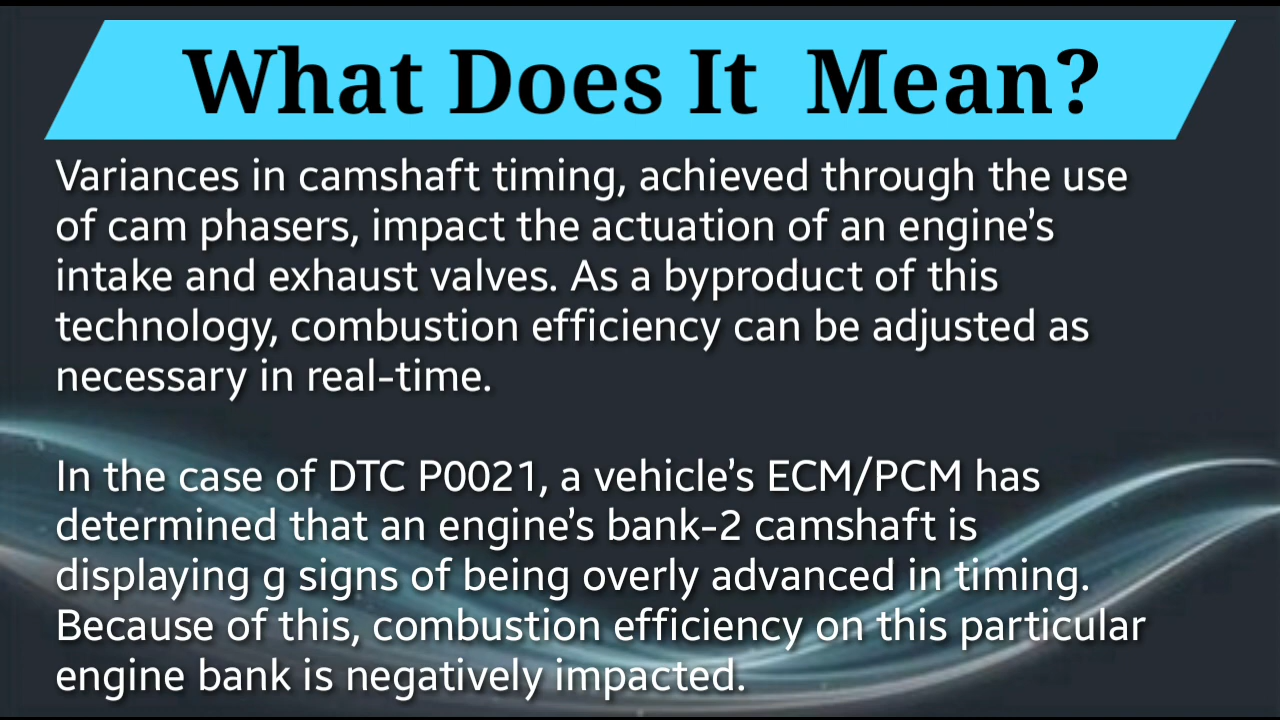 What Does It Mean?
Variances in camshaft timing, achieved through the use
of cam phasers, impact the actuation of an engine’s
intake and exhaust valves. As a byproduct of this
technology, combustion efficiency can be adjusted as
necessary in real-time.
In the case of DTC P0021, a vehicle’s ECM/PCM has
determined that an engine’s bank-2 camshaft is
displaying g signs of being overly advanced in timing.
Because of this, combustion efficiency on this particular
engine bank is negatively impacted.